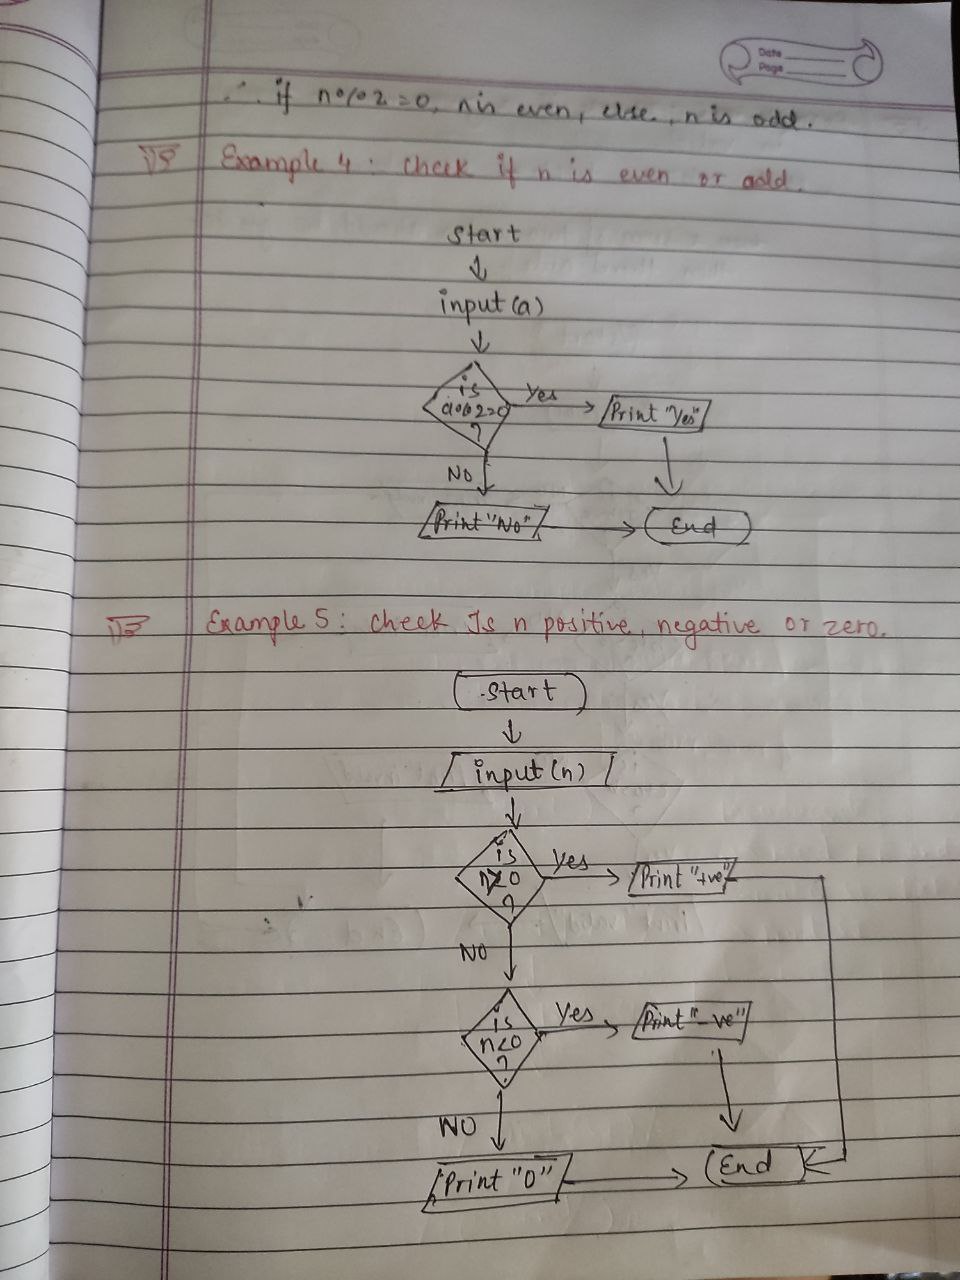 Date
Page
∴ if n%2=0, n is even, else, n is odd.
Example 4: check if n is even or odd.
start
input(a)
is
a%2=0
?
Yes
Print "Yes"
NO
Print "No"
End
Example 5: check Is n positive, negative or zero.
start
input(n)
is
n>0
?
Yes
Print "+ve"
NO
is
n<0
?
Yes
Print "-ve"
NO
Print "0"
End